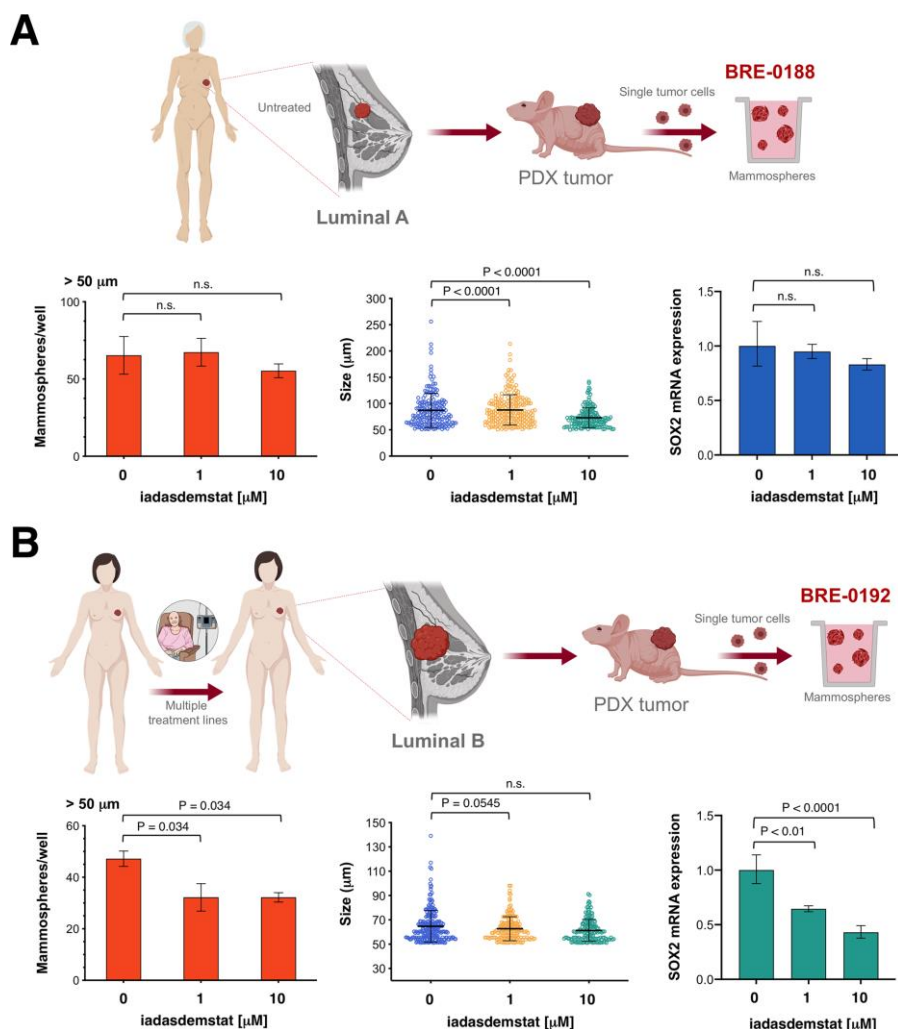 A
Untreated
Luminal A
PDX tumor
Single tumor cells
BRE-0188
Mammospheres
> 50 μm
n.s.
n.s.
Mammospheres/well
100
50
0
0 1 10
iadasdemstat [μM]
P < 0.0001
P < 0.0001
Size (μm)
300
250
200
150
100
50
0
0 1 10
iadasdemstat [μM]
n.s.
n.s.
SOX2 mRNA expression
1.5
1.0
0.5
0.0
0 1 10
iadasdemstat [μM]
B
Multiple
treatment lines
Luminal B
PDX tumor
Single tumor cells
BRE-0192
Mammospheres
> 50 μm
P = 0.034
P = 0.034
Mammospheres/well
60
40
20
0
0 1 10
iadasdemstat [μM]
n.s.
P = 0.0545
Size (μm)
150
130
110
90
70
50
30
0 1 10
iadasdemstat [μM]
P < 0.0001
P < 0.01
SOX2 mRNA expression
1.5
1.0
0.5
0.0
0 1 10
iadasdemstat [μM]